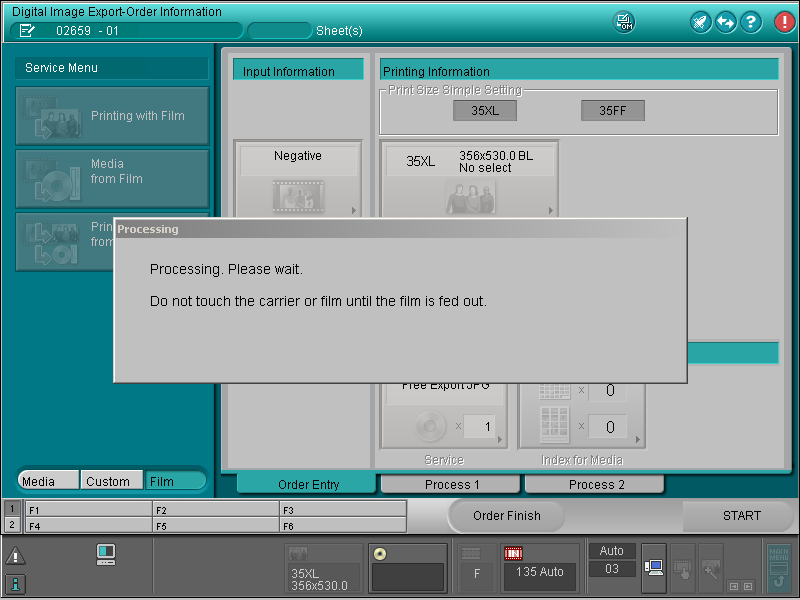 Digital Image Export-Order Information
02659 - 01
Sheet(s)
OM
?
!
Service Menu
Printing with Film
Media
from Film
from
Input Information
Negative
Printing Information
Print Size Simple Setting
35XL
35FF
35XL
356x530.0 BL
No select
Processing
Processing. Please wait.
Do not touch the carrier or film until the film is fed out.
Free Export JPG
x 1
Service
x 0
x 0
Index for Media
Media
Custom
Film
Order Entry
Process 1
Process 2
1
2
F1
F2
F3
F4
F5
F6
Order Finish
START
i
35XL
356x530.0
F
135 Auto
Auto
03
MAIN
MENU